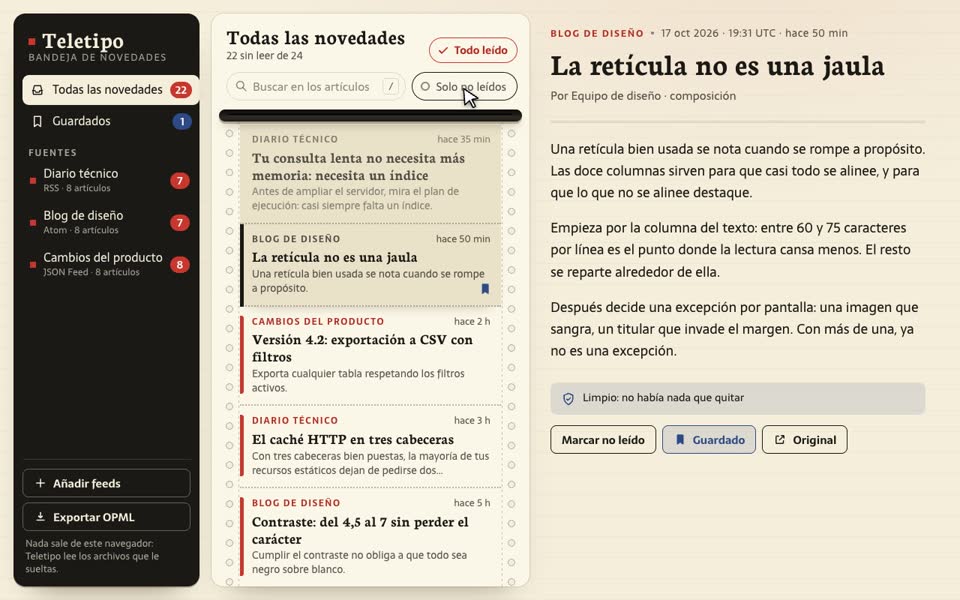 Teletipo
BANDEJA DE NOVEDADES
Todas las novedades 22
Guardados 1
FUENTES
Diario técnico
RSS · 8 artículos
7
Blog de diseño
Atom · 8 artículos
7
Cambios del producto
JSON Feed · 8 artículos
8
Añadir feeds
Exportar OPML
Nada sale de este navegador:
Teletipo lee los archivos que le
sueltas.
Todas las novedades
22 sin leer de 24
Todo leído
Buscar en los artículos /
Solo no leídos
DIARIO TÉCNICO hace 35 min
Tu consulta lenta no necesita más
memoria: necesita un índice
Antes de ampliar el servidor, mira el plan de
ejecución: casi siempre falta un índice.
BLOG DE DISEÑO hace 50 min
La retícula no es una jaula
Una retícula bien usada se nota cuando se rompe
a propósito.
CAMBIOS DEL PRODUCTO hace 2 h
Versión 4.2: exportación a CSV con
filtros
Exporta cualquier tabla respetando los filtros
activos.
DIARIO TÉCNICO hace 3 h
El caché HTTP en tres cabeceras
Con tres cabeceras bien puestas, la mayoría de tus
recursos estáticos dejan de pedirse dos...
BLOG DE DISEÑO hace 5 h
Contraste: del 4,5 al 7 sin perder el
carácter
Cumplir el contraste no obliga a que todo sea
negro sobre blanco.
BLOG DE DISEÑO • 17 oct 2026 · 19:31 UTC · hace 50 min
La retícula no es una jaula
Por Equipo de diseño · composición
Una retícula bien usada se nota cuando se rompe a propósito.
Las doce columnas sirven para que casi todo se alinee, y para
que lo que no se alinee destaque.
Empieza por la columna del texto: entre 60 y 75 caracteres
por línea es el punto donde la lectura cansa menos. El resto
se reparte alrededor de ella.
Después decide una excepción por pantalla: una imagen que
sangra, un titular que invade el margen. Con más de una, ya
no es una excepción.
Limpio: no había nada que quitar
Marcar no leído
Guardado
Original